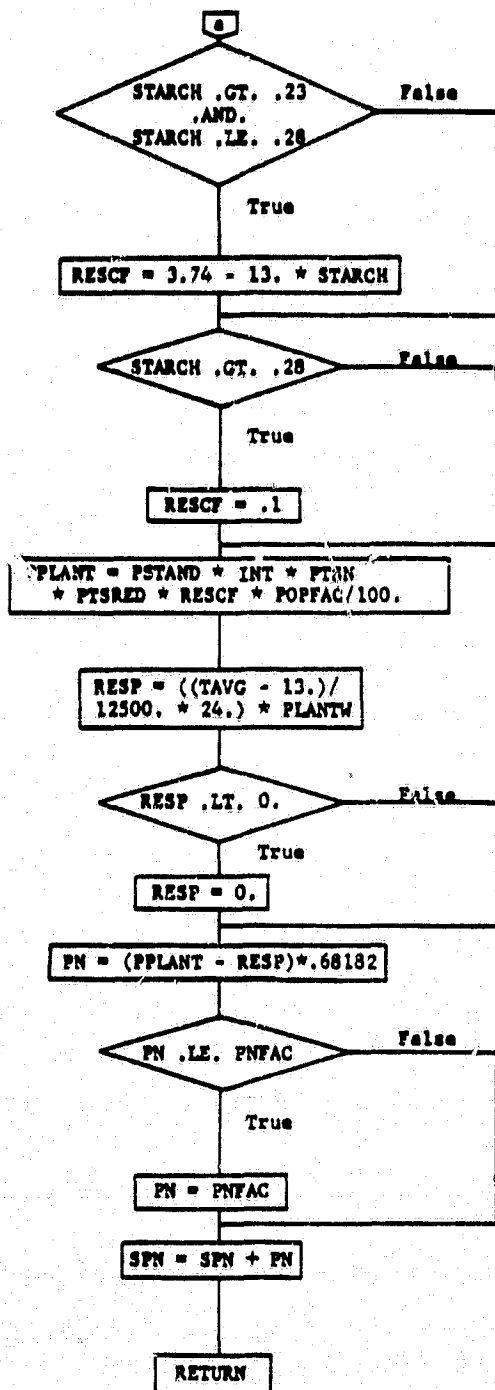 a
STARCH .GT. .23
.AND.
STARCH .LE. .28
False
True
RESCF = 3.74 - 13. * STARCH
STARCH .GT. .28
False
True
RESCF = .1
PPLANT = PSTAND * INT * PTSN
* PTSRED * RESCF * POPFAC/100.
RESP = ((TAVG - 13.)/
12500. * 24.) * PLANTW
RESP .LT. 0.
False
True
RESP = 0.
PN = (PPLANT - RESP)*.68182
PN .LE. PNFAC
False
True
PN = PNFAC
SPN = SPN + PN
RETURN